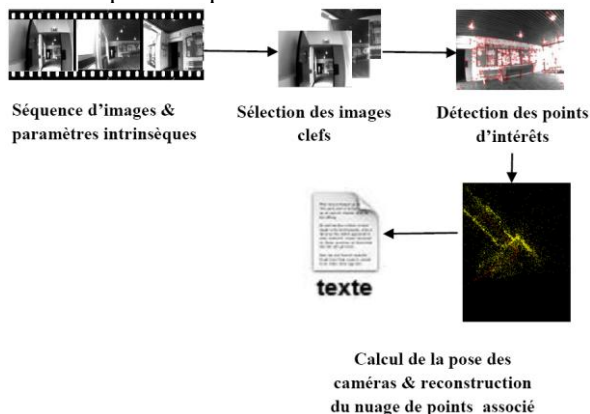 Séquence d'images &
paramètres intrinsèques
Sélection des images
clefs
Détection des points
d'intérêts
texte
Calcul de la pose des
caméras & reconstruction
du nuage de points associé